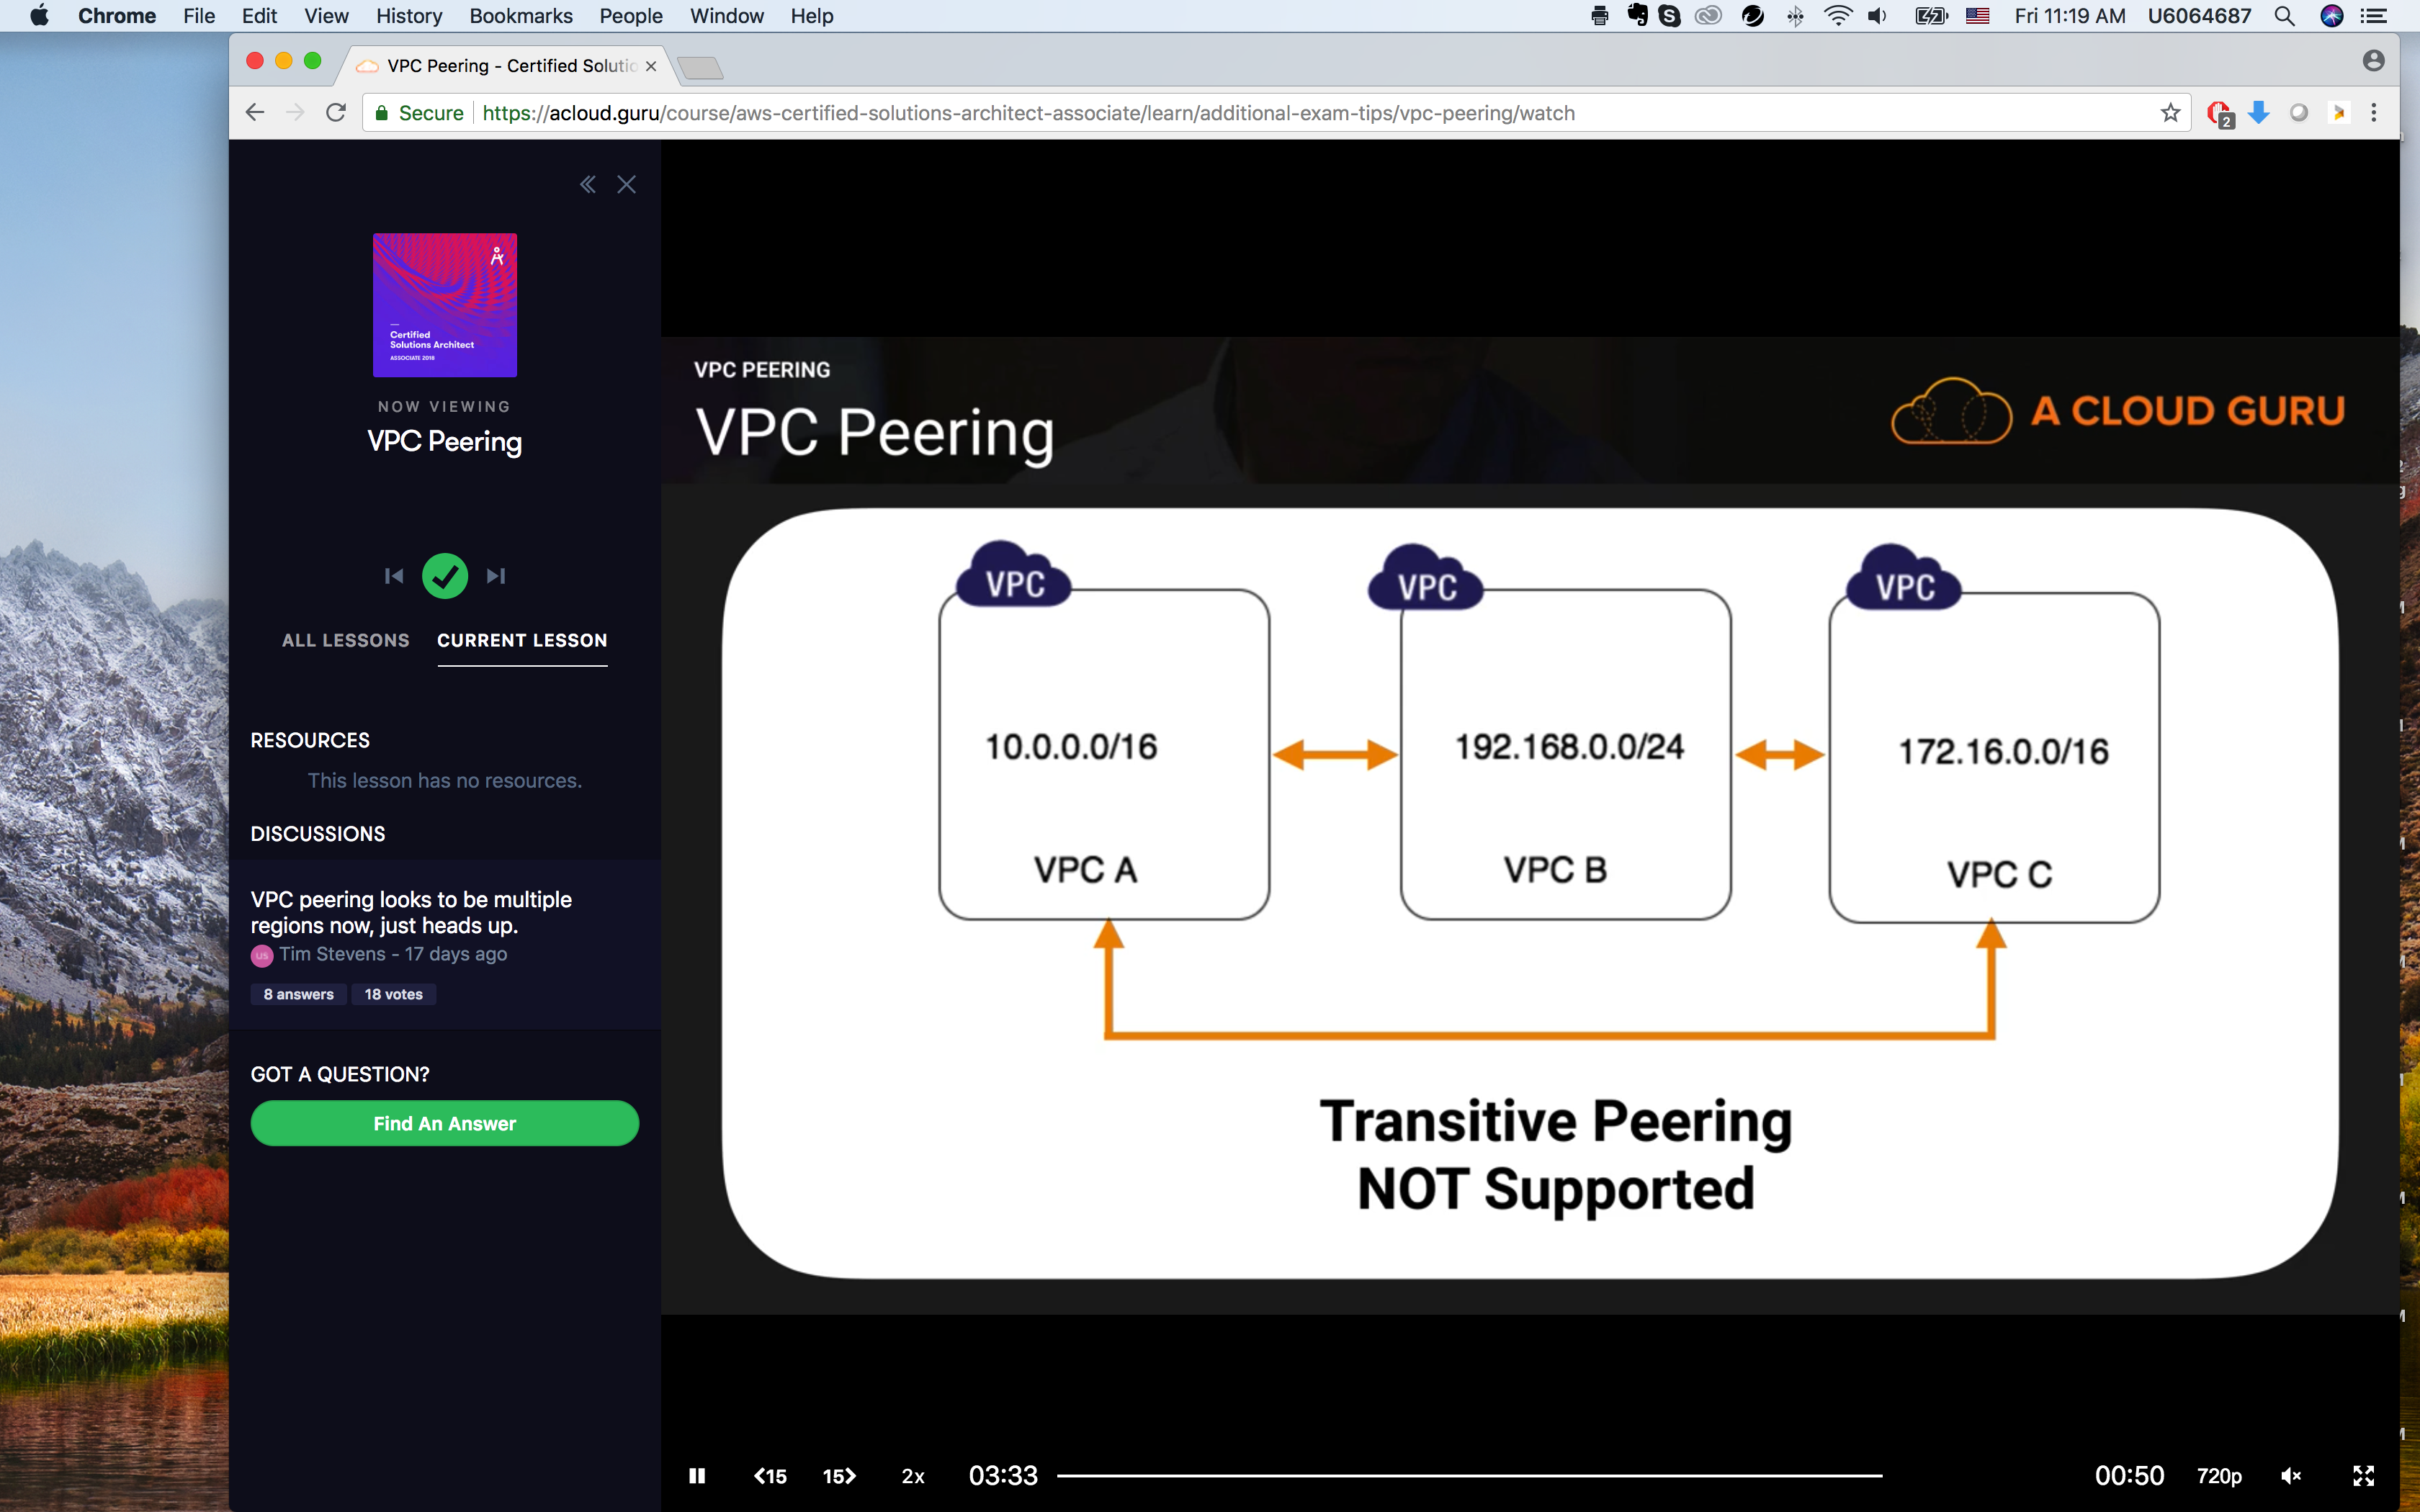 Chrome File Edit View History Bookmarks People Window Help Fri 11:19 AM U6064687
VPC Peering - Certified Solutio
Secure https://acloud.guru/course/aws-certified-solutions-architect-associate/learn/additional-exam-tips/vpc-peering/watch
2
Certified
Solutions Architect
ASSOCIATE 2018
NOW VIEWING
VPC Peering
ALL LESSONS CURRENT LESSON
RESOURCES
This lesson has no resources.
DISCUSSIONS
VPC peering looks to be multiple
regions now, just heads up.
US Tim Stevens - 17 days ago
8 answers 18 votes
GOT A QUESTION?
Find An Answer
VPC PEERING
VPC Peering
A CLOUD GURU
VPC VPC VPC
10.0.0.0/16 192.168.0.0/24 172.16.0.0/16
VPC A VPC B VPC C
Transitive Peering
NOT Supported
<15 15> 2x 03:33 00:50 720p